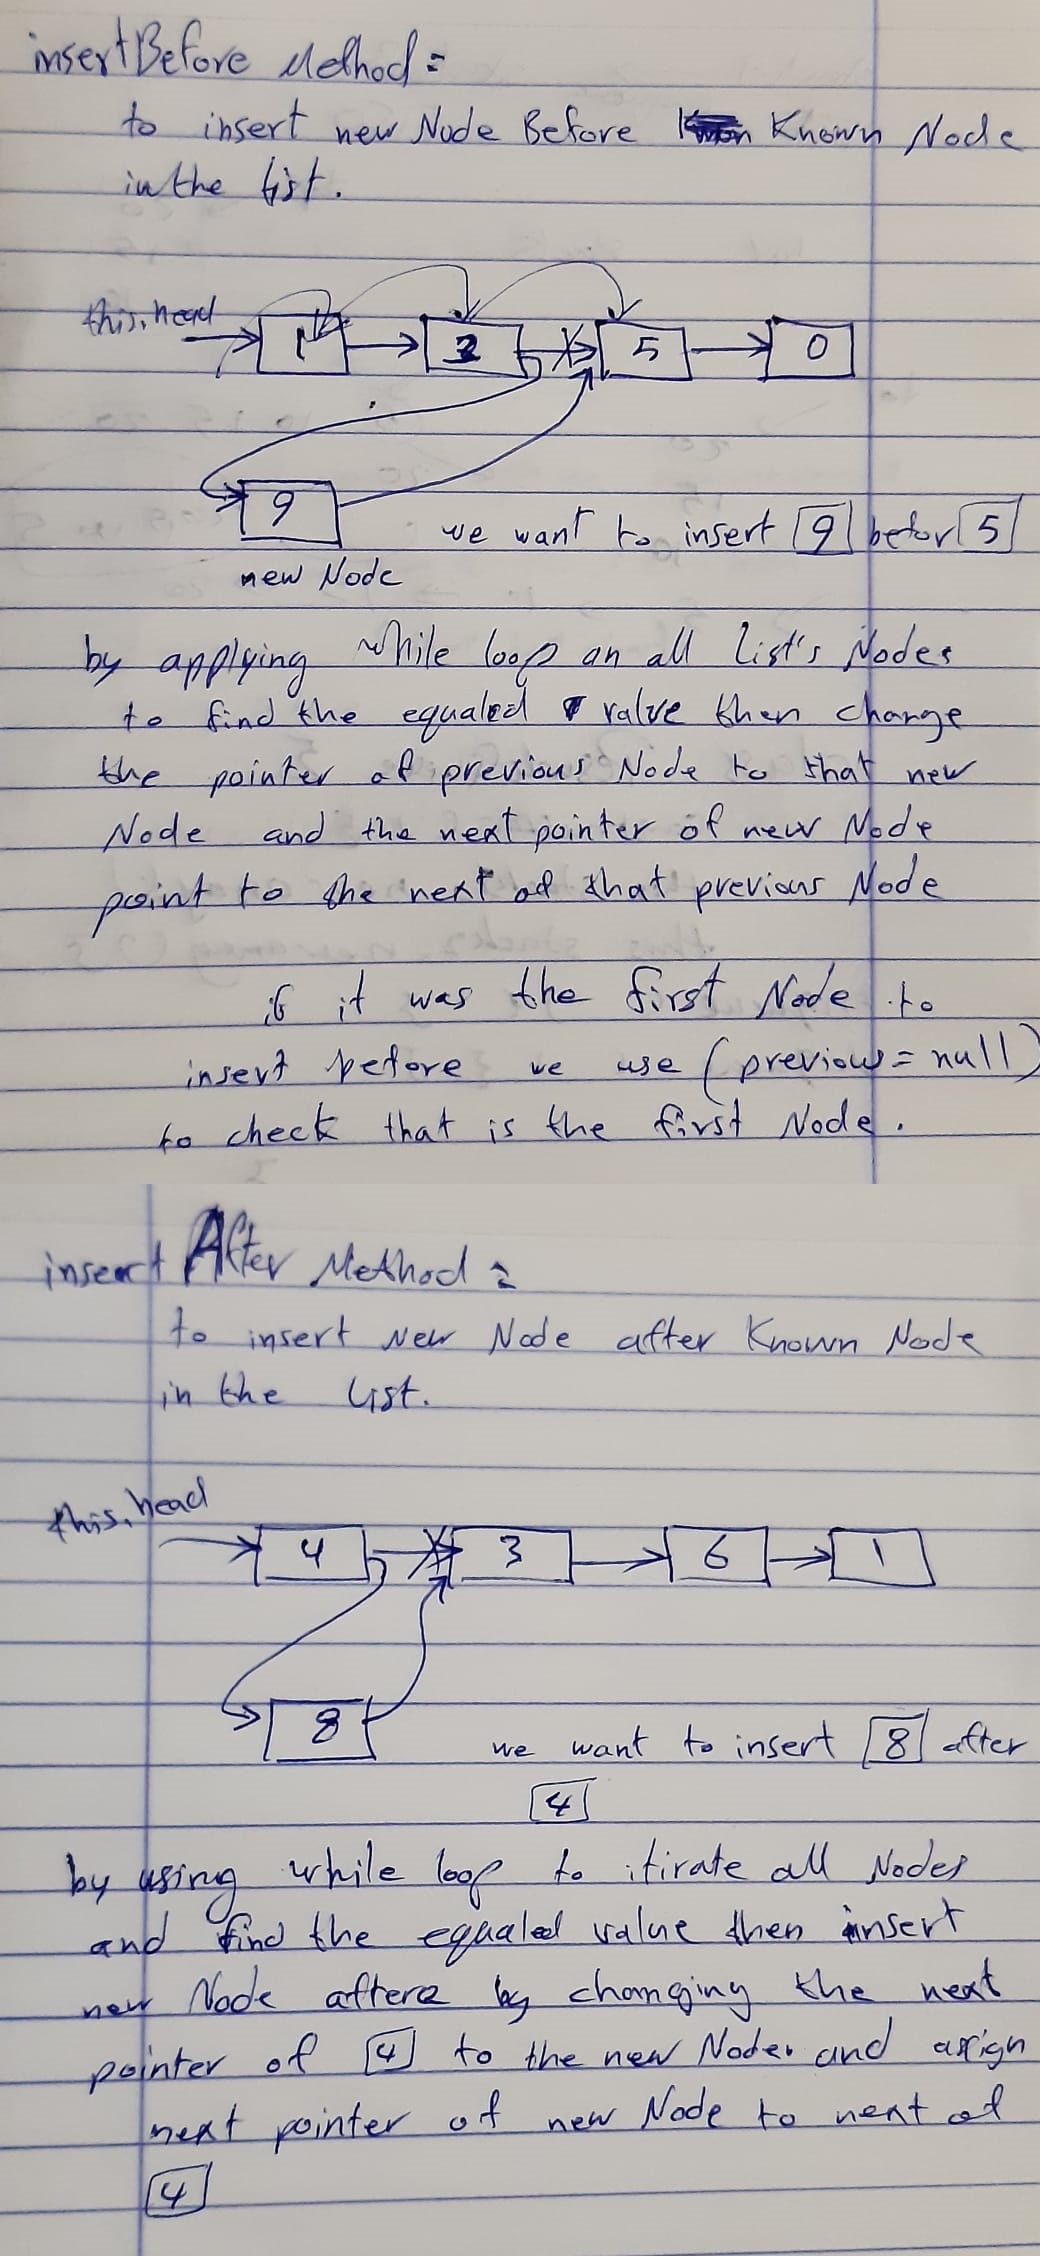 insertBefore Method =
to insert new Node Before Known Node
in the list.
this.head
1 2 5 0
9
we want to insert 9 befor 5
new Node
by applying while loop on all list's Nodes
to find the equaled value then change
the pointer of previous Node to that new
Node and the next pointer of new Node
point to the next of that previous Node
if it was the first Node to
insert before we use (previous = null)
to check that is the first Node.
insert After Method =
to insert New Node after Known Node
in the list.
this.head
4 3 6 1
8
we want to insert 8 after
4
by using while loop to itirate all Nodes
and find the equaled value then insert
new Node after by changing the next
pointer of 4 to the new Node. and assign
next pointer of new Node to next of
4